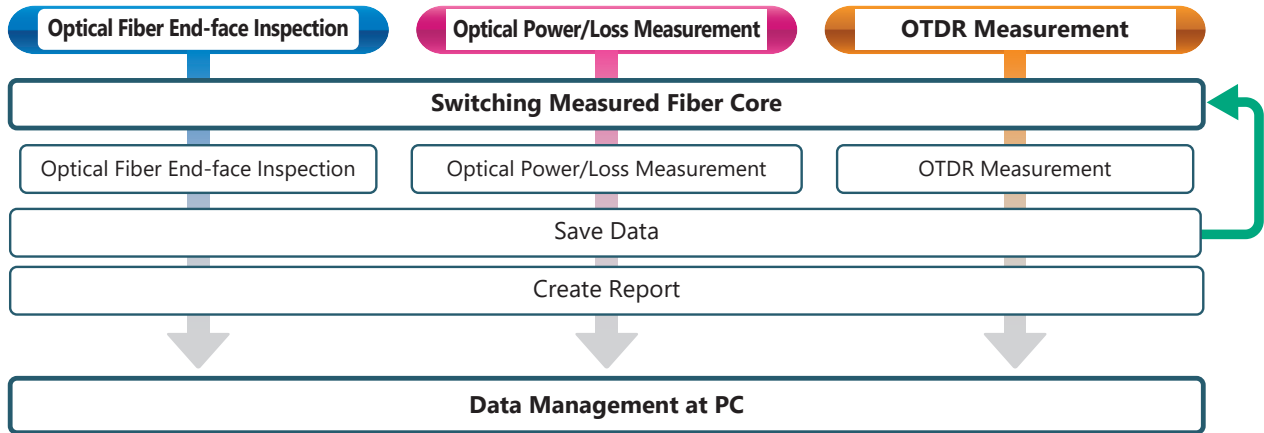 Optical Fiber End-face Inspection
Optical Power/Loss Measurement
OTDR Measurement
Switching Measured Fiber Core
Optical Fiber End-face Inspection
Optical Power/Loss Measurement
OTDR Measurement
Save Data
Create Report
Data Management at PC